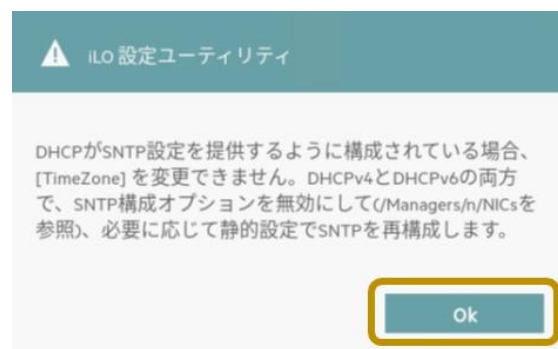 iLO 設定ユーティリティ
DHCPがSNTP設定を提供するように構成されている場合、
[TimeZone] を変更できません。DHCPv4とDHCPv6の両方
で、SNTP構成オプションを無効にして(/Managers/n/NICsを
参照)、必要に応じて静的設定でSNTPを再構成します。
Ok